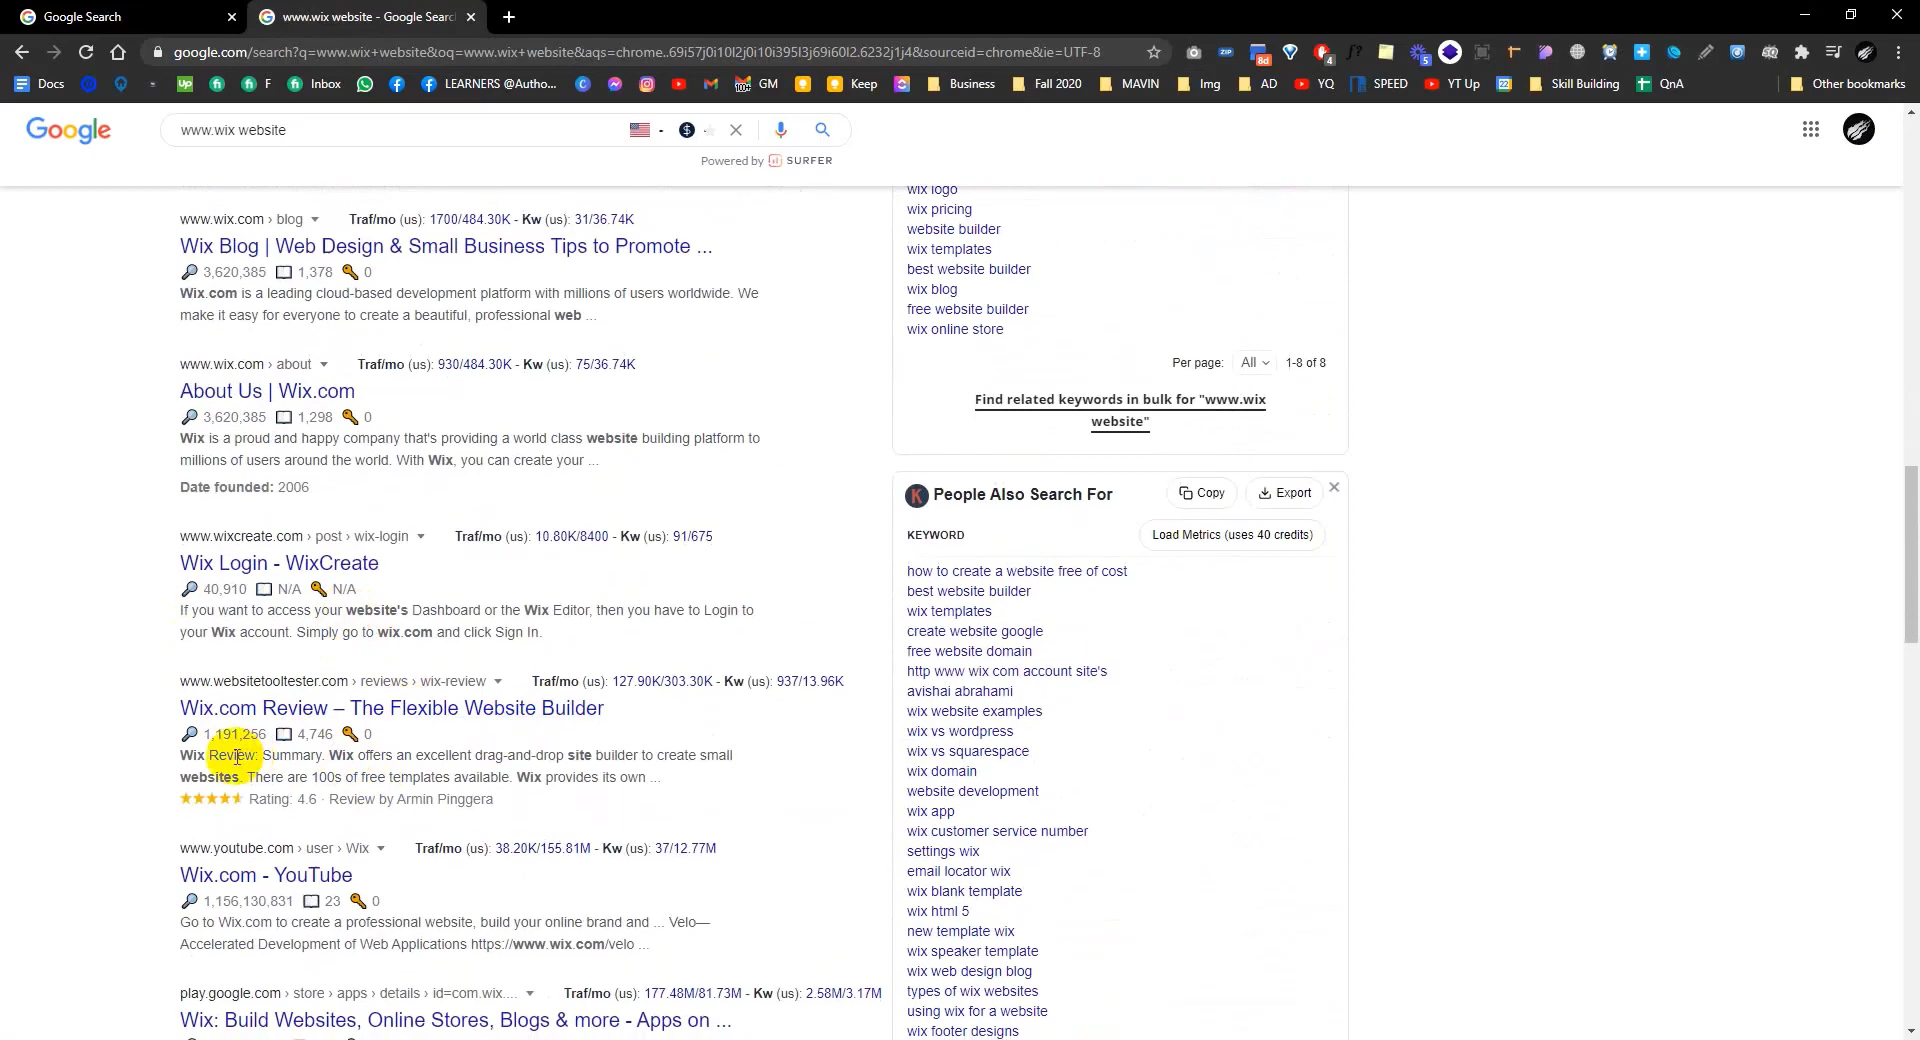 Google Search
www.wix website - Google Searc
google.com/search?q=www.wix+website&oq=www.wix+website&aqs=chrome..69i57j0i10l2j0i10i395l3j69i60l2.6232j1j4&sourceid=chrome&ie=UTF-8
ZIP
8d
4
f?
5
SQ
Docs
up
fi
fi F
fi Inbox
LEARNERS @Autho...
10+ GM
Keep
Business
Fall 2020
MAVIN
Img
AD
YQ
SPEED
YT Up
22
Skill Building
QnA
Other bookmarks
Google
www.wix website
Powered by SURFER
www.wix.com › blog Traf/mo (us): 1700/484.30K - Kw (us): 31/36.74K
Wix Blog | Web Design & Small Business Tips to Promote ...
3,620,385 1,378 0
Wix.com is a leading cloud-based development platform with millions of users worldwide. We
make it easy for everyone to create a beautiful, professional web ...
www.wix.com › about Traf/mo (us): 930/484.30K - Kw (us): 75/36.74K
About Us | Wix.com
3,620,385 1,298 0
Wix is a proud and happy company that's providing a world class website building platform to
millions of users around the world. With Wix, you can create your ...
Date founded: 2006
www.wixcreate.com › post › wix-login Traf/mo (us): 10.80K/8400 - Kw (us): 91/675
Wix Login - WixCreate
40,910 N/A N/A
If you want to access your website's Dashboard or the Wix Editor, then you have to Login to
your Wix account. Simply go to wix.com and click Sign In.
www.websitetooltester.com › reviews › wix-review Traf/mo (us): 127.90K/303.30K - Kw (us): 937/13.96K
Wix.com Review – The Flexible Website Builder
1,191,256 4,746 0
Wix Review: Summary. Wix offers an excellent drag-and-drop site builder to create small
websites. There are 100s of free templates available. Wix provides its own ...
Rating: 4.6 · Review by Armin Pinggera
www.youtube.com › user › Wix Traf/mo (us): 38.20K/155.81M - Kw (us): 37/12.77M
Wix.com - YouTube
1,156,130,831 23 0
Go to Wix.com to create a professional website, build your online brand and ... Velo—
Accelerated Development of Web Applications https://www.wix.com/velo ...
play.google.com › store › apps › details › id=com.wix.... Traf/mo (us): 177.48M/81.73M - Kw (us): 2.58M/3.17M
Wix: Build Websites, Online Stores, Blogs & more - Apps on ...
wix logo
wix pricing
website builder
wix templates
best website builder
wix blog
free website builder
wix online store
Per page: All 1-8 of 8
Find related keywords in bulk for "www.wix
website"
K People Also Search For
Copy
Export
KEYWORD
Load Metrics (uses 40 credits)
how to create a website free of cost
best website builder
wix templates
create website google
free website domain
http www wix com account site's
avishai abrahami
wix website examples
wix vs wordpress
wix vs squarespace
wix domain
website development
wix app
wix customer service number
settings wix
email locator wix
wix blank template
wix html 5
new template wix
wix speaker template
wix web design blog
types of wix websites
using wix for a website
wix footer designs